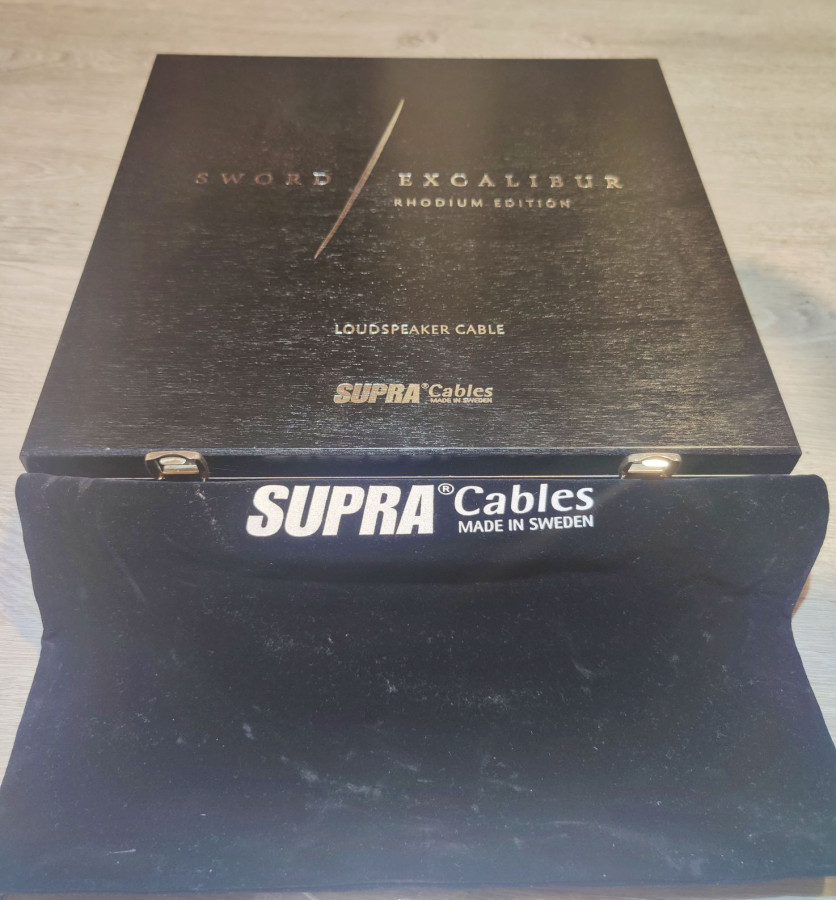 SWORD EXCALIBUR
RHODIUM EDITION
LOUDSPEAKER CABLE
SUPRA® Cables
MADE IN SWEDEN
SUPRA® Cables
MADE IN SWEDEN